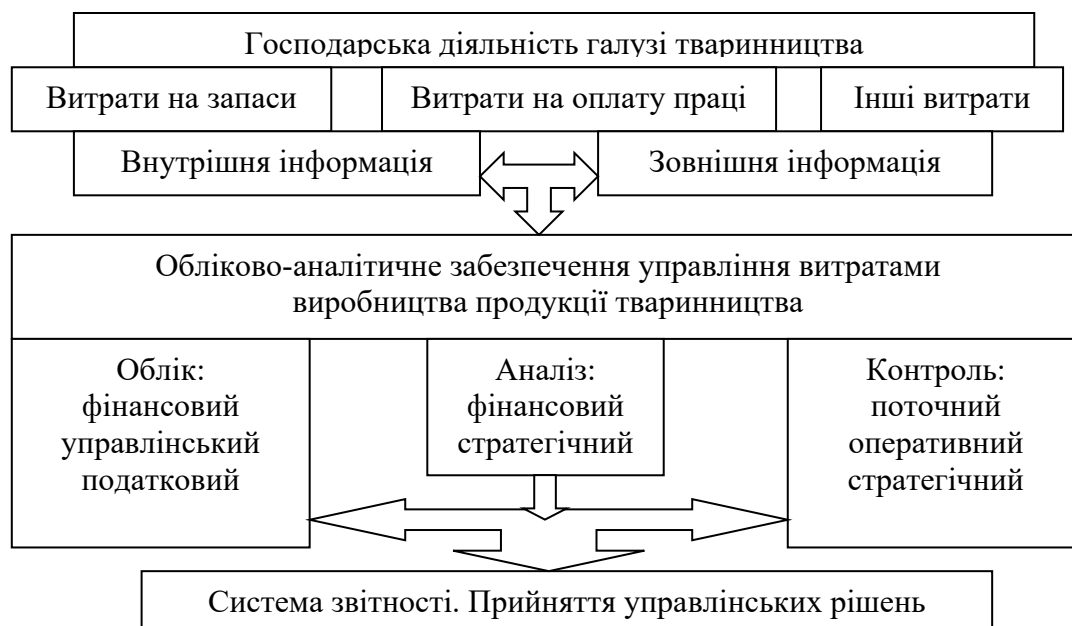 Господарська діяльність галузі тваринництва
Витрати на запаси
Витрати на оплату праці
Інші витрати
Внутрішня інформація
Зовнішня інформація
Обліково-аналітичне забезпечення управління витратами
виробництва продукції тваринництва
Облік:
фінансовий
управлінський
податковий
Аналіз:
фінансовий
стратегічний
Контроль:
поточний
оперативний
стратегічний
Система звітності. Прийняття управлінських рішень